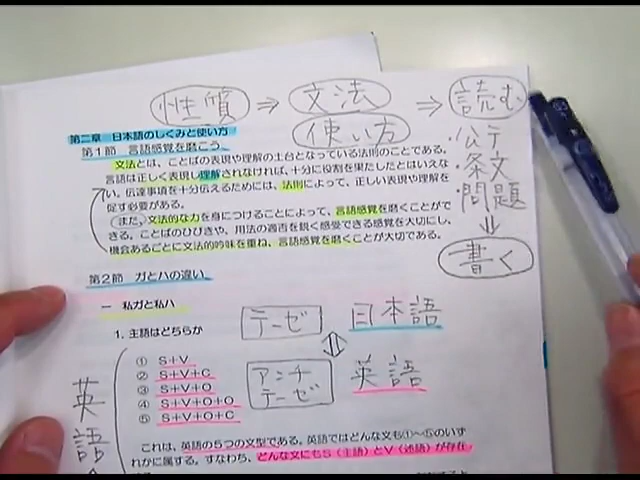 性質 ⇒ 文法 ⇒ 読む
使い方
・公テ
・条文
・問題
⇓
書く
第二章 日本語のしくみと使い方
第1節 言語感覚を磨こう
文法とは、ことばの表現や理解の土台となっている法則のことである。
言語は正しく表現し理解されなければ、十分に役割を果たしたとはいえな
い。伝達事項を十分伝えるためには、法則によって、正しい表現や理解を
促す必要がある。
また、文法的な力を身につけることによって、言語感覚を磨くことがで
きる。ことばのひびきや、用法の適否を鋭く感受できる感覚を大切にし、
機会あるごとに文法的吟味を重ね、言語感覚を磨くことが大切である。
第2節 ガとハの違い
一 私ガと私ハ
1. 主語はどちらか
テーゼ 日本語
⇕
アンチテーゼ 英語
① S+V
② S+V+C
③ S+V+O
④ S+V+O+O
⑤ S+V+O+C
英語
これは、英語の5つの文型である。英語ではどんな文も①〜⑤のいず
れかに属する。すなわち、どんな文にもS(主語)とV(述語)が存在